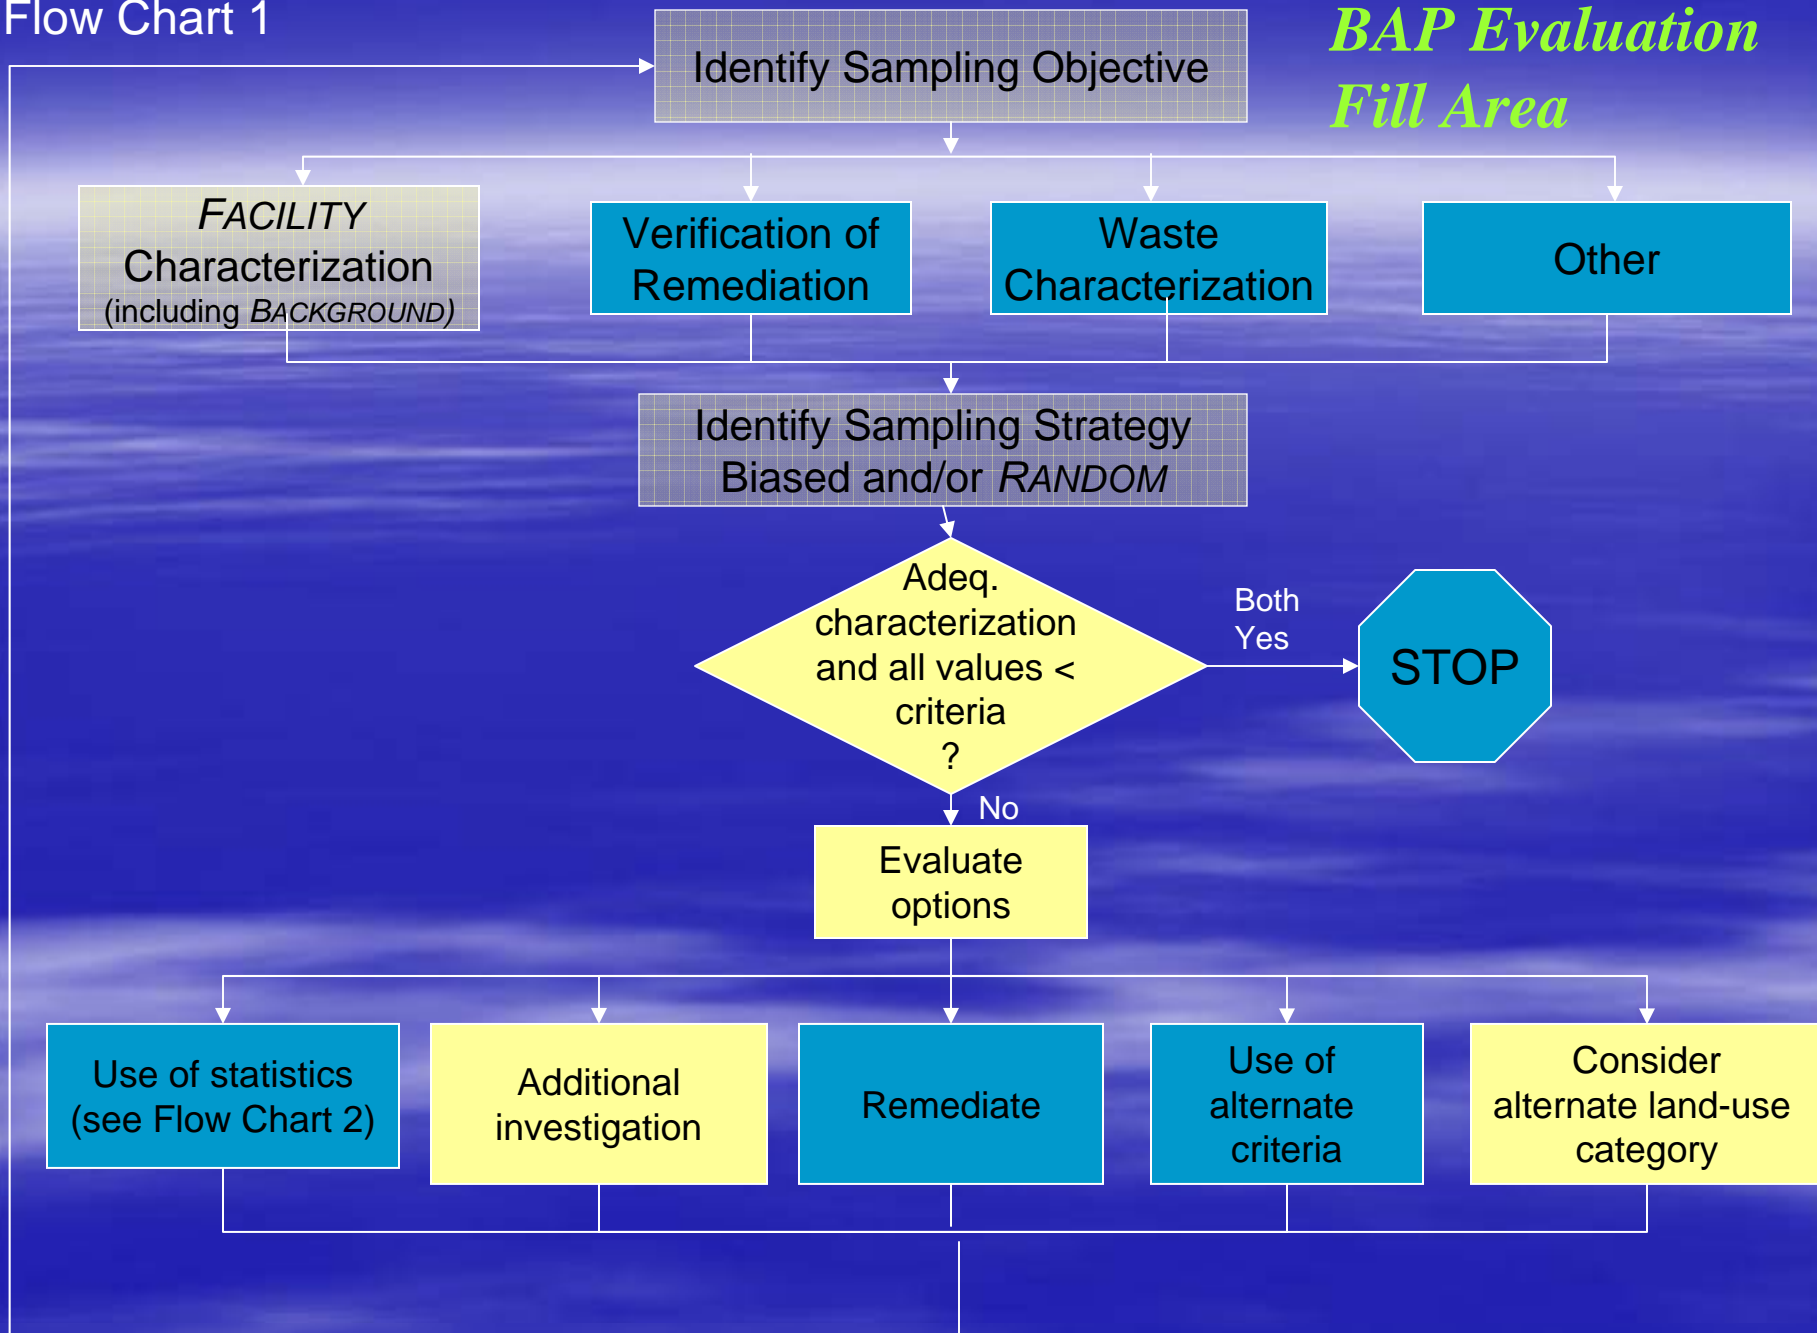 Flow Chart 1
BAP Evaluation
Fill Area
Identify Sampling Objective
FACILITY
Characterization
(including BACKGROUND)
Verification of
Remediation
Waste
Characterization
Other
Identify Sampling Strategy
Biased and/or RANDOM
Adeq.
characterization
and all values <
criteria
?
Both
Yes
STOP
No
Evaluate
options
Use of statistics
(see Flow Chart 2)
Additional
investigation
Remediate
Use of
alternate
criteria
Consider
alternate land-use
category